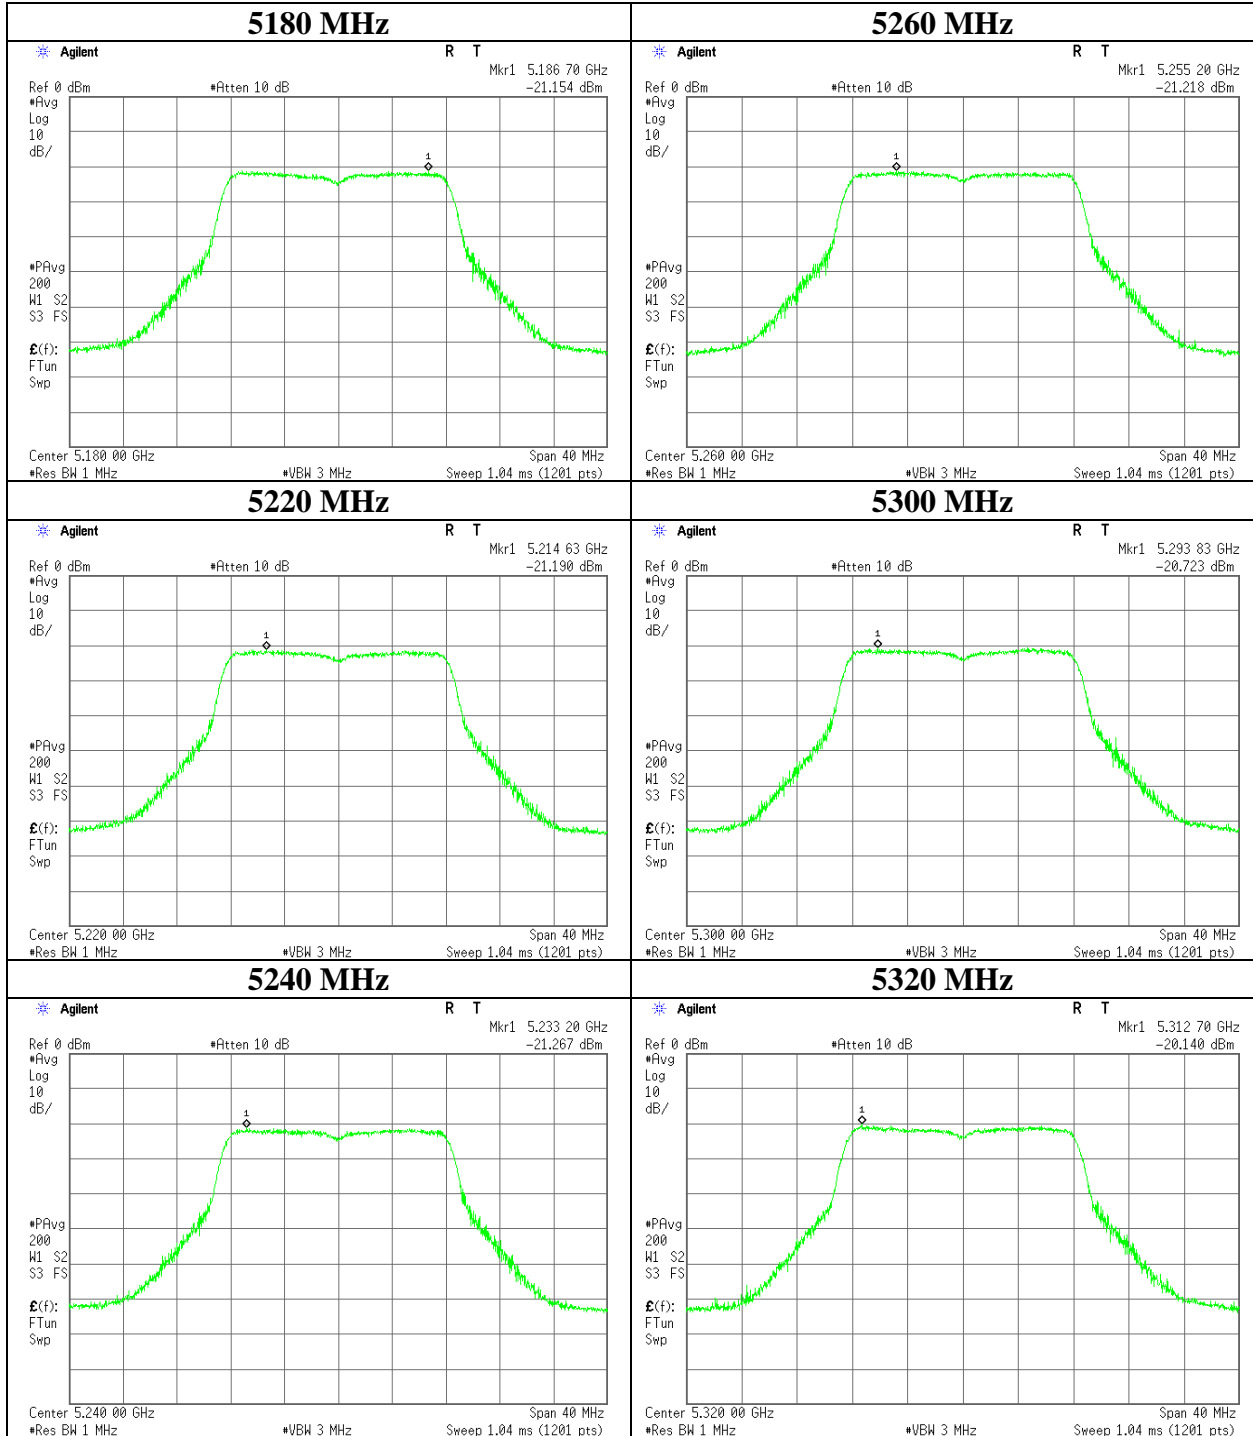 5180 MHz
Agilent R T
Mkr1 5.186 70 GHz
Ref 0 dBm #Atten 10 dB -21.154 dBm
#Avg
Log
10
dB/
1
#PAvg
200
W1 S2
S3 FS
£(f):
FTun
Swp
Center 5.180 00 GHz Span 40 MHz
#Res BW 1 MHz #VBW 3 MHz Sweep 1.04 ms (1201 pts)
5260 MHz
Agilent R T
Mkr1 5.255 20 GHz
Ref 0 dBm #Atten 10 dB -21.218 dBm
#Avg
Log
10
dB/
1
#PAvg
200
W1 S2
S3 FS
£(f):
FTun
Swp
Center 5.260 00 GHz Span 40 MHz
#Res BW 1 MHz #VBW 3 MHz Sweep 1.04 ms (1201 pts)
5220 MHz
Agilent R T
Mkr1 5.214 63 GHz
Ref 0 dBm #Atten 10 dB -21.190 dBm
#Avg
Log
10
dB/
1
#PAvg
200
W1 S2
S3 FS
£(f):
FTun
Swp
Center 5.220 00 GHz Span 40 MHz
#Res BW 1 MHz #VBW 3 MHz Sweep 1.04 ms (1201 pts)
5300 MHz
Agilent R T
Mkr1 5.293 83 GHz
Ref 0 dBm #Atten 10 dB -20.723 dBm
#Avg
Log
10
dB/
1
#PAvg
200
W1 S2
S3 FS
£(f):
FTun
Swp
Center 5.300 00 GHz Span 40 MHz
#Res BW 1 MHz #VBW 3 MHz Sweep 1.04 ms (1201 pts)
5240 MHz
Agilent R T
Mkr1 5.233 20 GHz
Ref 0 dBm #Atten 10 dB -21.267 dBm
#Avg
Log
10
dB/
1
#PAvg
200
W1 S2
S3 FS
£(f):
FTun
Swp
Center 5.240 00 GHz Span 40 MHz
#Res BW 1 MHz #VBW 3 MHz Sweep 1.04 ms (1201 pts)
5320 MHz
Agilent R T
Mkr1 5.312 70 GHz
Ref 0 dBm #Atten 10 dB -20.140 dBm
#Avg
Log
10
dB/
1
#PAvg
200
W1 S2
S3 FS
£(f):
FTun
Swp
Center 5.320 00 GHz Span 40 MHz
#Res BW 1 MHz #VBW 3 MHz Sweep 1.04 ms (1201 pts)